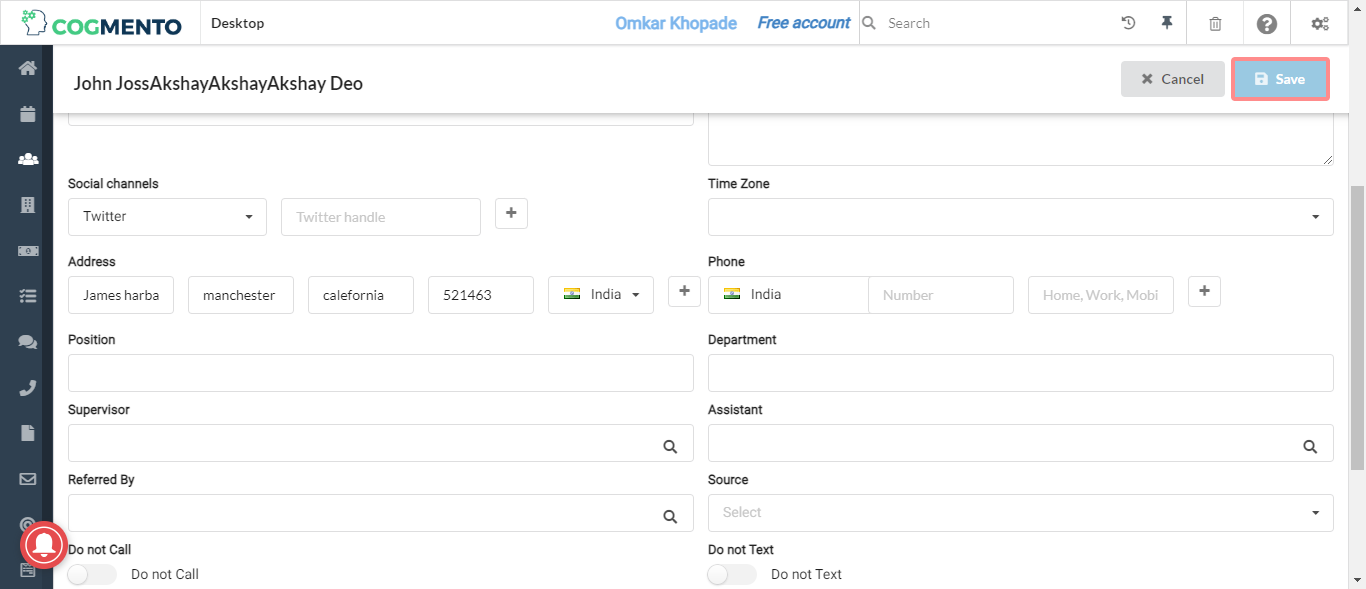 COGMENTO Desktop Omkar Khopade Free account Search
John JossAkshayAkshayAkshay Deo Cancel Save
Social channels Time Zone
Twitter Twitter handle
Address Phone
James harba manchester caleforina 521463 India India Number Home, Work, Mobi
Position Department
Supervisor Assistant
Referred By Source
Select
Do not Call Do not Text
Do not Call Do not Text